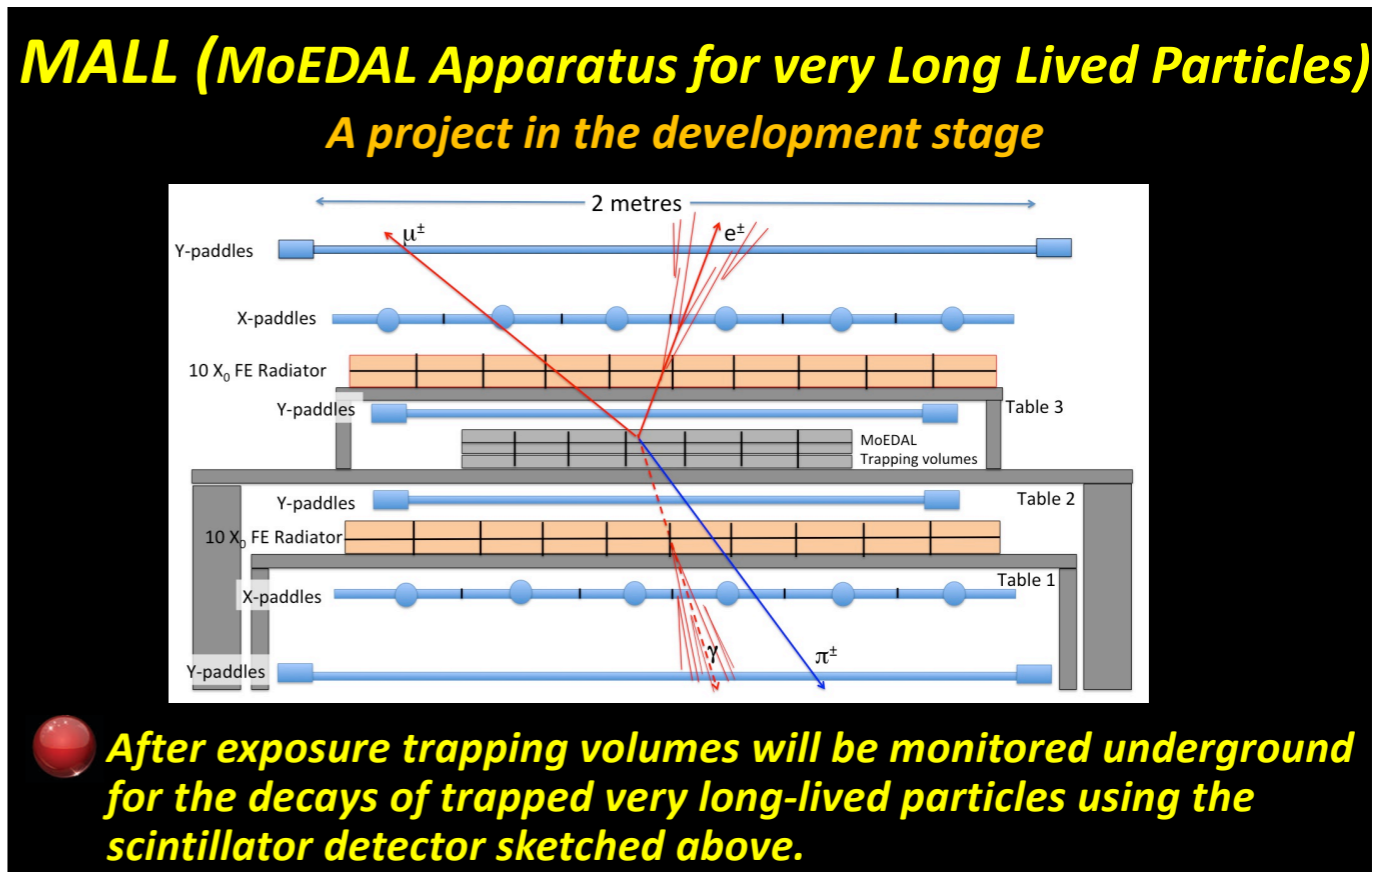 MALL (MoEDAL Apparatus for very Long Lived Particles)
A project in the development stage
2 metres
μ±
e±
Y-paddles
X-paddles
10 X0 FE Radiator
Y-paddles
Table 3
MoEDAL
Trapping volumes
Y-paddles
Table 2
10 X0 FE Radiator
Table 1
X-paddles
γ
π±
Y-paddles
After exposure trapping volumes will be monitored underground
for the decays of trapped very long-lived particles using the
scintillator detector sketched above.